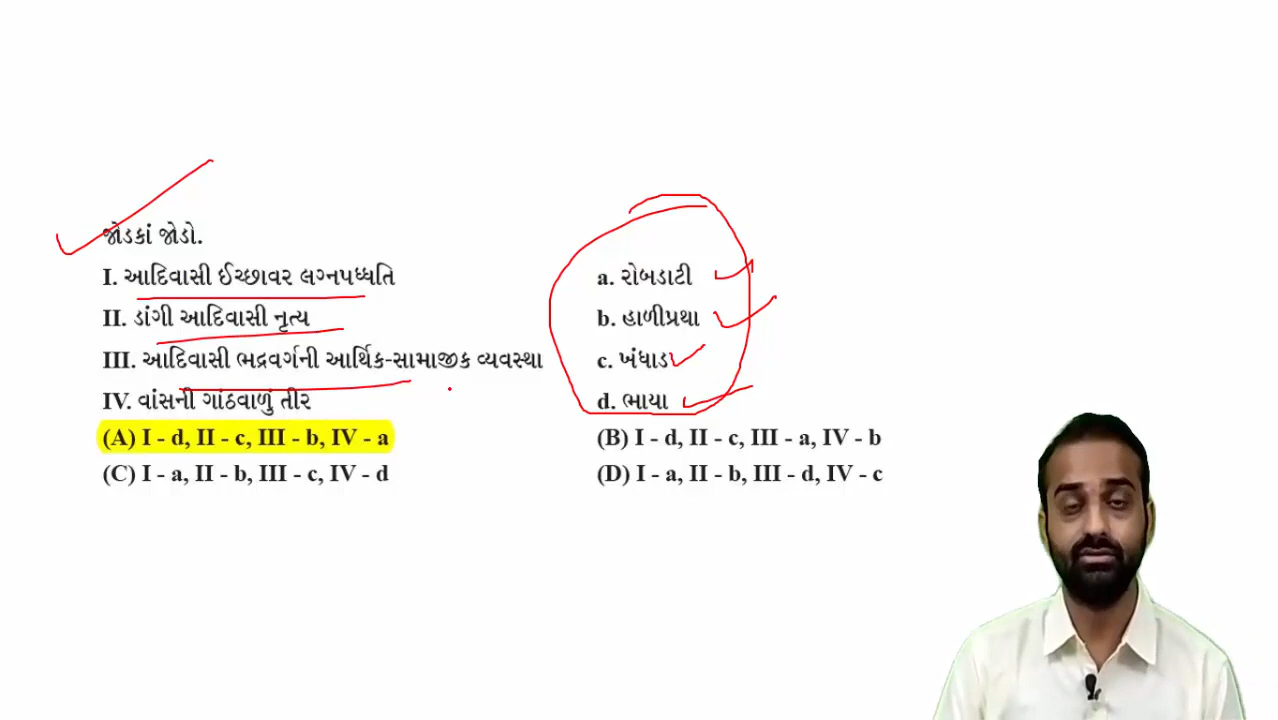 જોડકાં જોડો.
I. આદિવાસી ઈચ્છાવર લગ્નપધ્ધતિ a. રોબડાટી
II. ડાંગી આદિવાસી નૃત્ય b. હાળીપ્રથા
III. આદિવાસી ભદ્રવર્ગની આર્થિક-સામાજીક વ્યવસ્થા c. ખંધાડ
IV. વાંસની ગાંઠવાળું તીર d. ભાયા
(A) I - d, II - c, III - b, IV - a (B) I - d, II - c, III - a, IV - b
(C) I - a, II - b, III - c, IV - d (D) I - a, II - b, III - d, IV - c